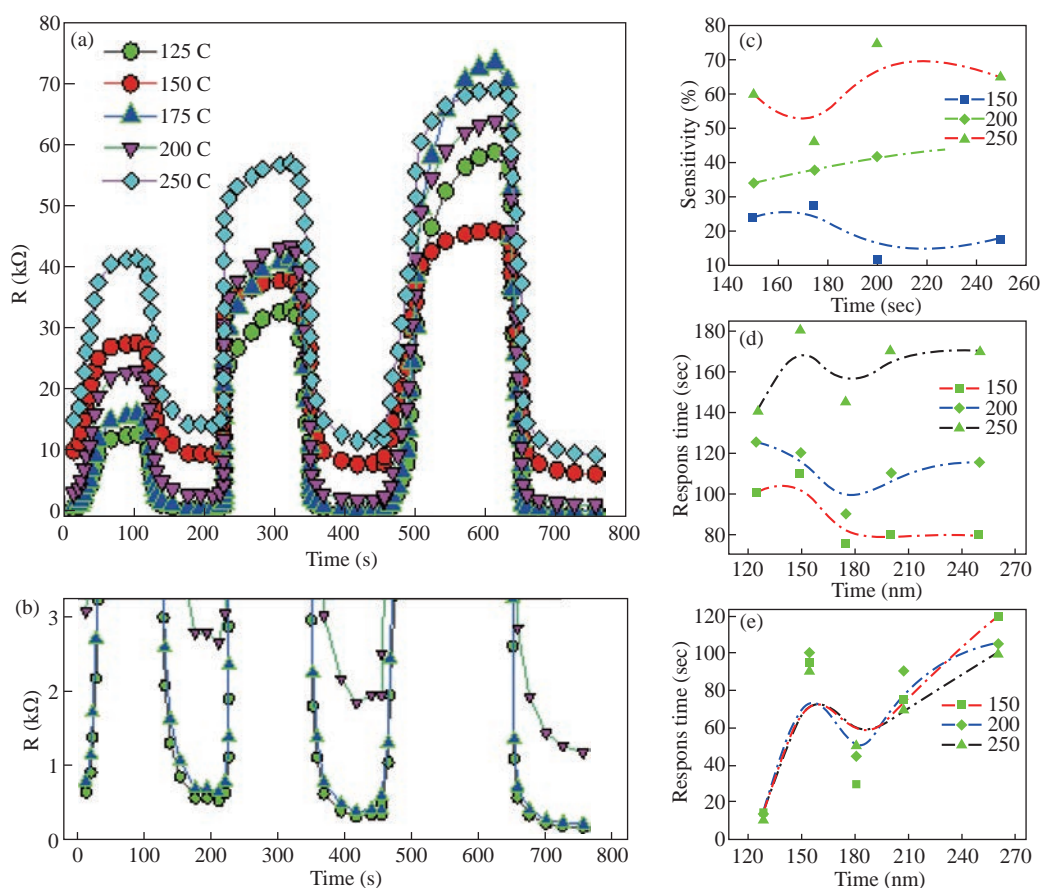 (a)
125 C
150 C
175 C
200 C
250 C
80
70
60
50
40
30
20
10
0
R (kΩ)
0 100 200 300 400 500 600 700 800
Time (s)
(b)
3
2
1
0
R (kΩ)
0 100 200 300 400 500 600 700 800
Time (s)
(c)
150
200
250
80
70
60
50
40
30
20
10
Sensitivity (%)
140 160 180 200 220 240 260
Time (sec)
(d)
150
200
250
180
160
140
120
100
80
Respons time (sec)
120 150 180 210 240 270
Time (nm)
(e)
150
200
250
120
100
80
60
40
20
0
Respons time (sec)
120 150 180 210 240 270
Time (nm)